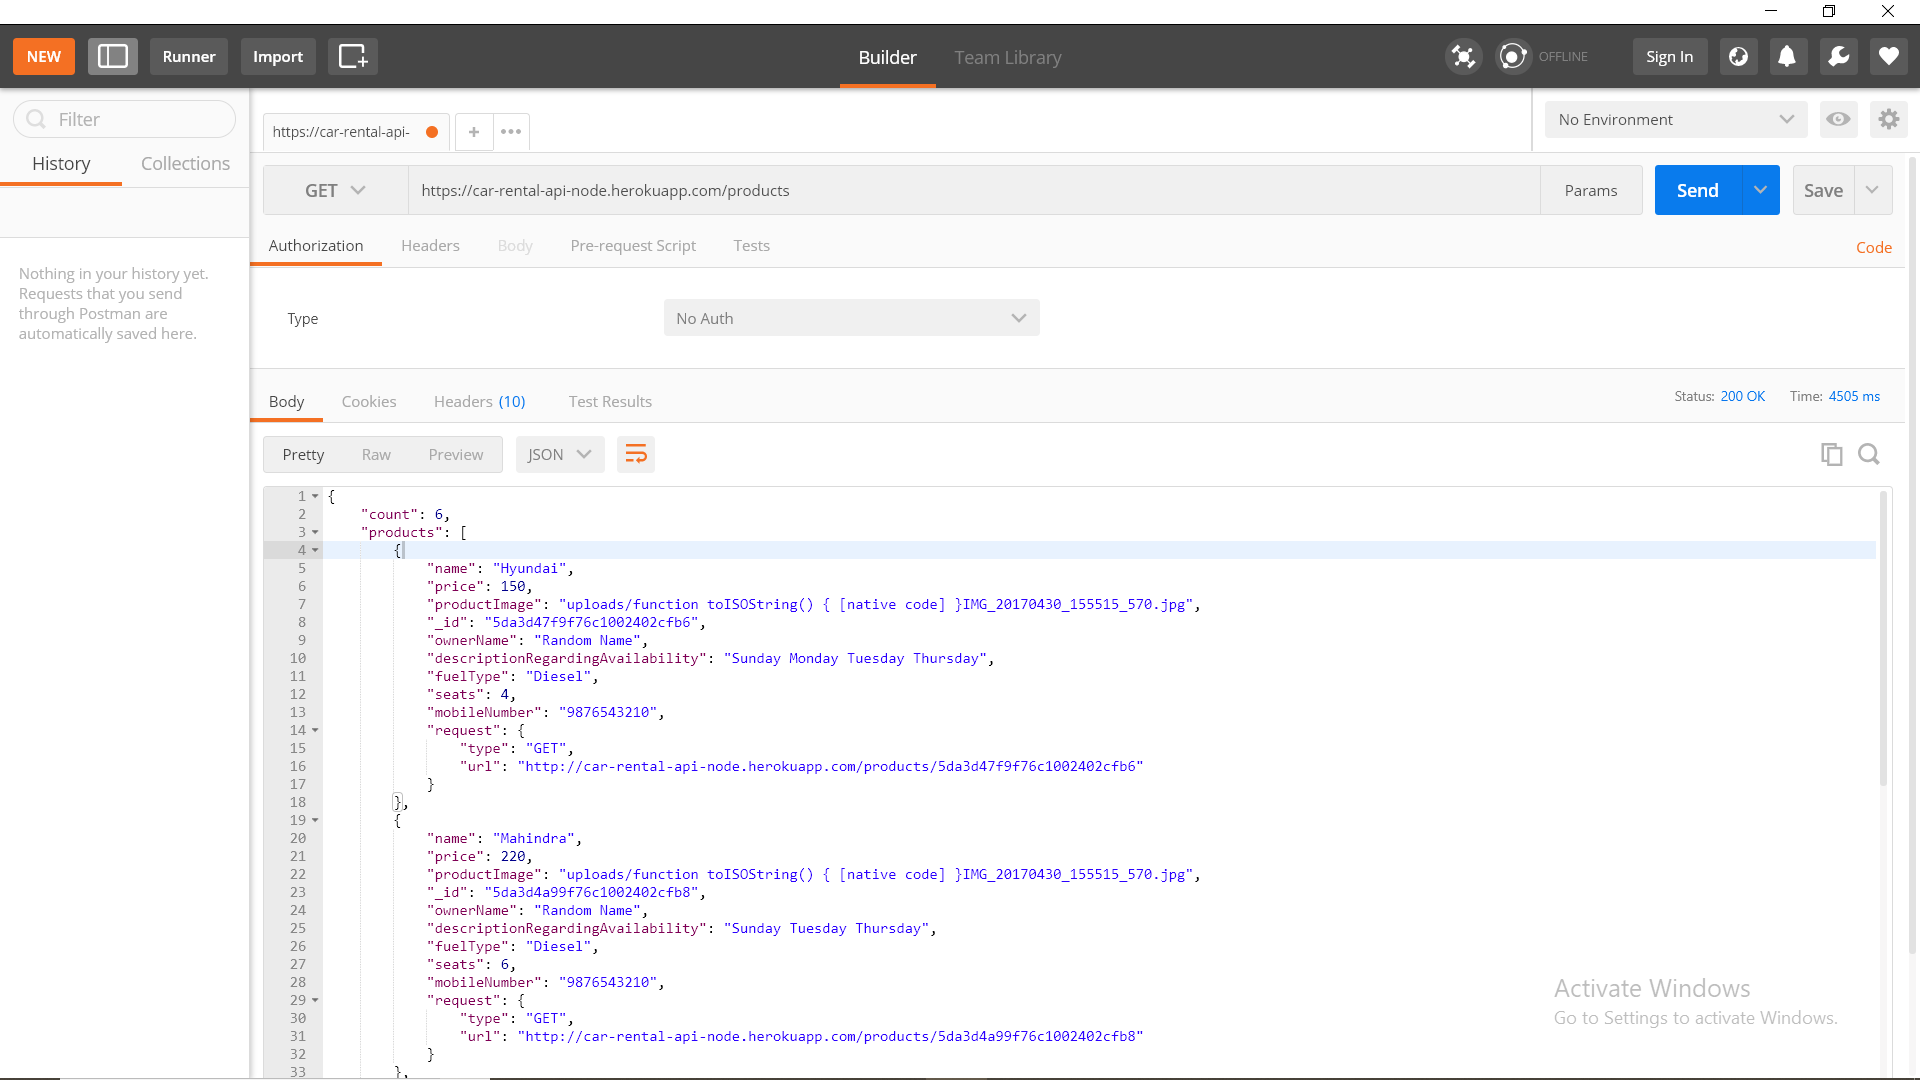 NEW Runner Import Builder Team Library OFFLINE Sign In
Filter
History Collections
Nothing in your history yet.
Requests that you send
through Postman are
automatically saved here.
https://car-rental-api- + ••• No Environment
GET https://car-rental-api-node.herokuapp.com/products Params Send Save
Authorization Headers Body Pre-request Script Tests Code
Type No Auth
Body Cookies Headers (10) Test Results Status: 200 OK Time: 4505 ms
Pretty Raw Preview JSON
1 {
2 "count": 6,
3 "products": [
4 {
5 "name": "Hyundai",
6 "price": 150,
7 "productImage": "uploads/function toISOString() { [native code] }IMG_20170430_155515_570.jpg",
8 "_id": "5da3d47f9f76c1002402cfb6",
9 "ownerName": "Random Name",
10 "descriptionRegardingAvailability": "Sunday Monday Tuesday Thursday",
11 "fuelType": "Diesel",
12 "seats": 4,
13 "mobileNumber": "9876543210",
14 "request": {
15 "type": "GET",
16 "url": "http://car-rental-api-node.herokuapp.com/products/5da3d47f9f76c1002402cfb6"
17 }
18 },
19 {
20 "name": "Mahindra",
21 "price": 220,
22 "productImage": "uploads/function toISOString() { [native code] }IMG_20170430_155515_570.jpg",
23 "_id": "5da3d4a99f76c1002402cfb8",
24 "ownerName": "Random Name",
25 "descriptionRegardingAvailability": "Sunday Tuesday Thursday",
26 "fuelType": "Diesel",
27 "seats": 6,
28 "mobileNumber": "9876543210",
29 "request": {
30 "type": "GET",
31 "url": "http://car-rental-api-node.herokuapp.com/products/5da3d4a99f76c1002402cfb8"
32 }
33 },
Activate Windows
Go to Settings to activate Windows.